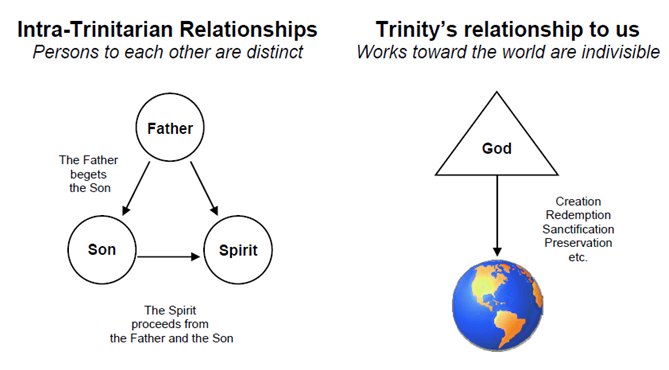 Intra-Trinitarian Relationships
Persons to each other are distinct
Father
The Father
begets
the Son
Son
Spirit
The Spirit
proceeds from
the Father and the Son
Trinity's relationship to us
Works toward the world are indivisible
God
Creation
Redemption
Sanctification
Preservation
etc.